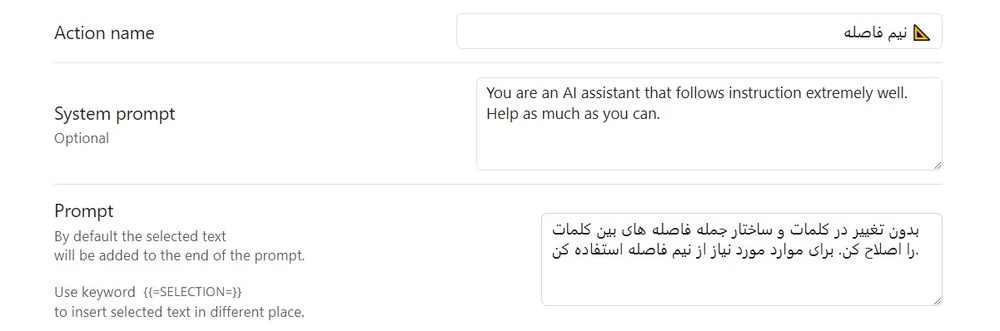 Action name
📐 نیم فاصله
System prompt
Optional
You are an AI assistant that follows instruction extremely well.
Help as much as you can.
Prompt
By default the selected text
will be added to the end of the prompt.
Use keyword {{=SELECTION=}}
to insert selected text in different place.
بدون تغییر در کلمات و ساختار جمله فاصله های بین کلمات
را اصلاح کن. برای موارد مورد نیاز از نیم فاصله استفاده کن.